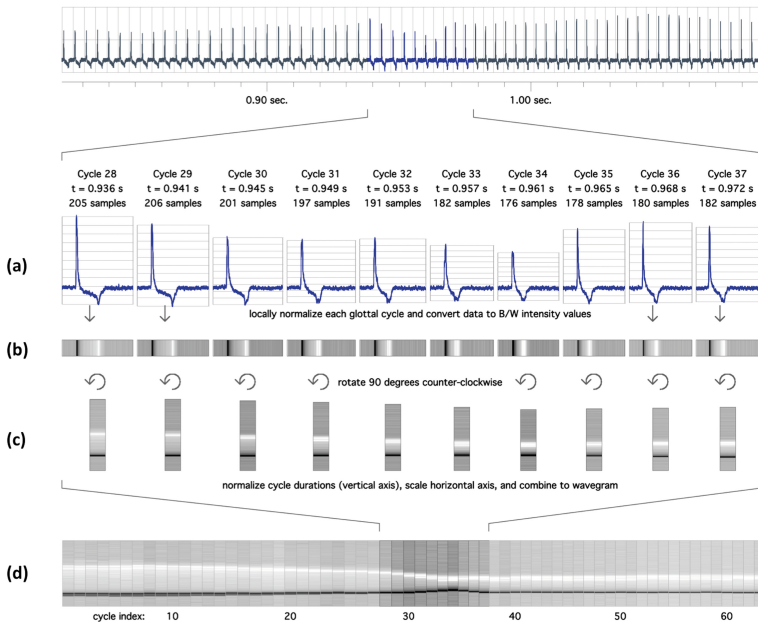 0.90 sec. 1.00 sec.
Cycle 28 Cycle 29 Cycle 30 Cycle 31 Cycle 32 Cycle 33 Cycle 34 Cycle 35 Cycle 36 Cycle 37
t = 0.936 s t = 0.941 s t = 0.945 s t = 0.949 s t = 0.953 s t = 0.957 s t = 0.961 s t = 0.965 s t = 0.968 s t = 0.972 s
205 samples 206 samples 201 samples 197 samples 191 samples 182 samples 176 samples 178 samples 180 samples 182 samples
(a)
locally normalize each glottal cycle and convert data to B/W intensity values
(b)
rotate 90 degrees counter-clockwise
(c)
normalize cycle durations (vertical axis), scale horizontal axis, and combine to wavegram
(d)
cycle index: 10 20 30 40 50 60